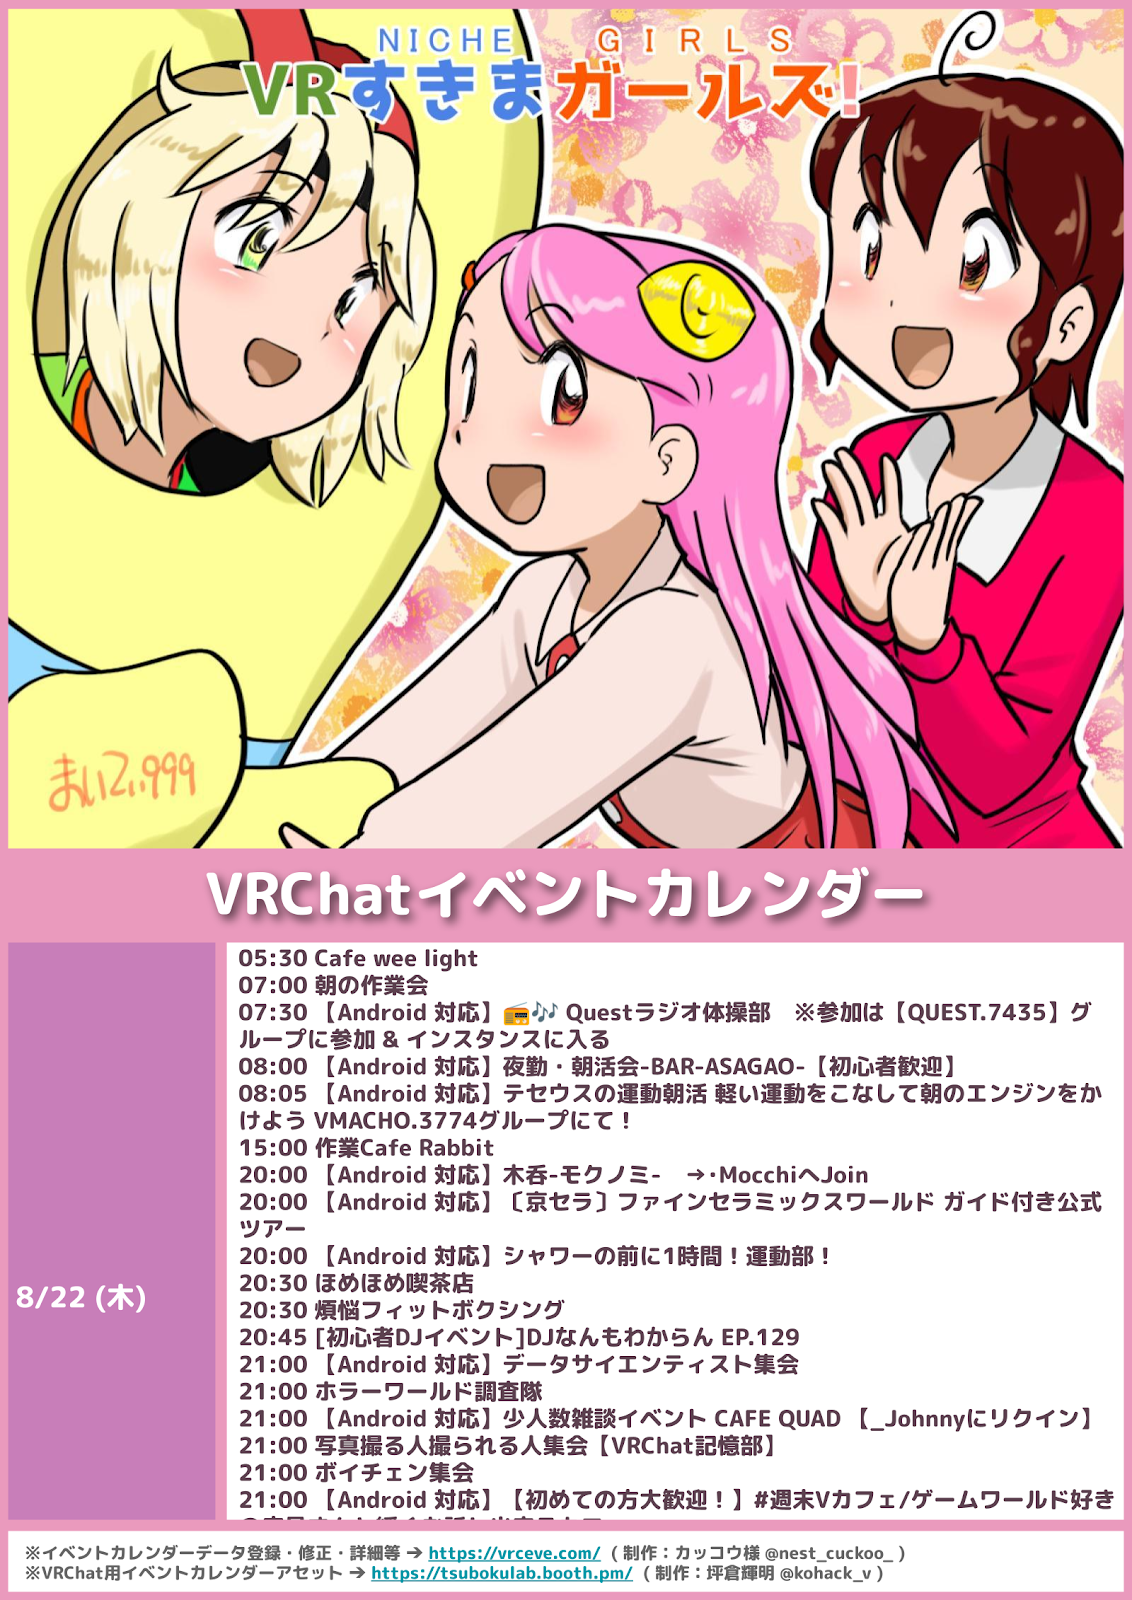 NICHE GIRLS
VRすきまガールズ!
まいてぃ999
VRChatイベントカレンダー
8/22 (木)
05:30 Cafe wee light
07:00 朝の作業会
07:30 【Android 対応】📻🎶 Questラジオ体操部　※参加は【QUEST.7435】グ
ループに参加 & インスタンスに入る
08:00 【Android 対応】夜勤・朝活会-BAR-ASAGAO-【初心者歓迎】
08:05 【Android 対応】テセウスの運動朝活 軽い運動をこなして朝のエンジンをか
けよう VMACHO.3774グループにて！
15:00 作業Cafe Rabbit
20:00 【Android 対応】木呑-モクノミ-　→･MocchiへJoin
20:00 【Android 対応】〔京セラ〕ファインセラミックスワールド ガイド付き公式
ツアー
20:00 【Android 対応】シャワーの前に1時間！運動部！
20:30 ほめほめ喫茶店
20:30 煩悩フィットボクシング
20:45 [初心者DJイベント]DJなんもわからん EP.129
21:00 【Android 対応】データサイエンティスト集会
21:00 ホラーワールド調査隊
21:00 【Android 対応】少人数雑談イベント CAFE QUAD 【_Johnnyにリクイン】
21:00 写真撮る人撮られる人集会【VRChat記憶部】
21:00 ボイチェン集会
21:00 【Android 対応】【初めての方大歓迎！】#週末Vカフェ/ゲームワールド好き
※イベントカレンダーデータ登録・修正・詳細等 → https://vrceve.com/ ( 制作：カッコウ様 @nest_cuckoo_ )
※VRChat用イベントカレンダーアセット → https://tsubokulab.booth.pm/ ( 制作：坪倉輝明 @kohack_v )